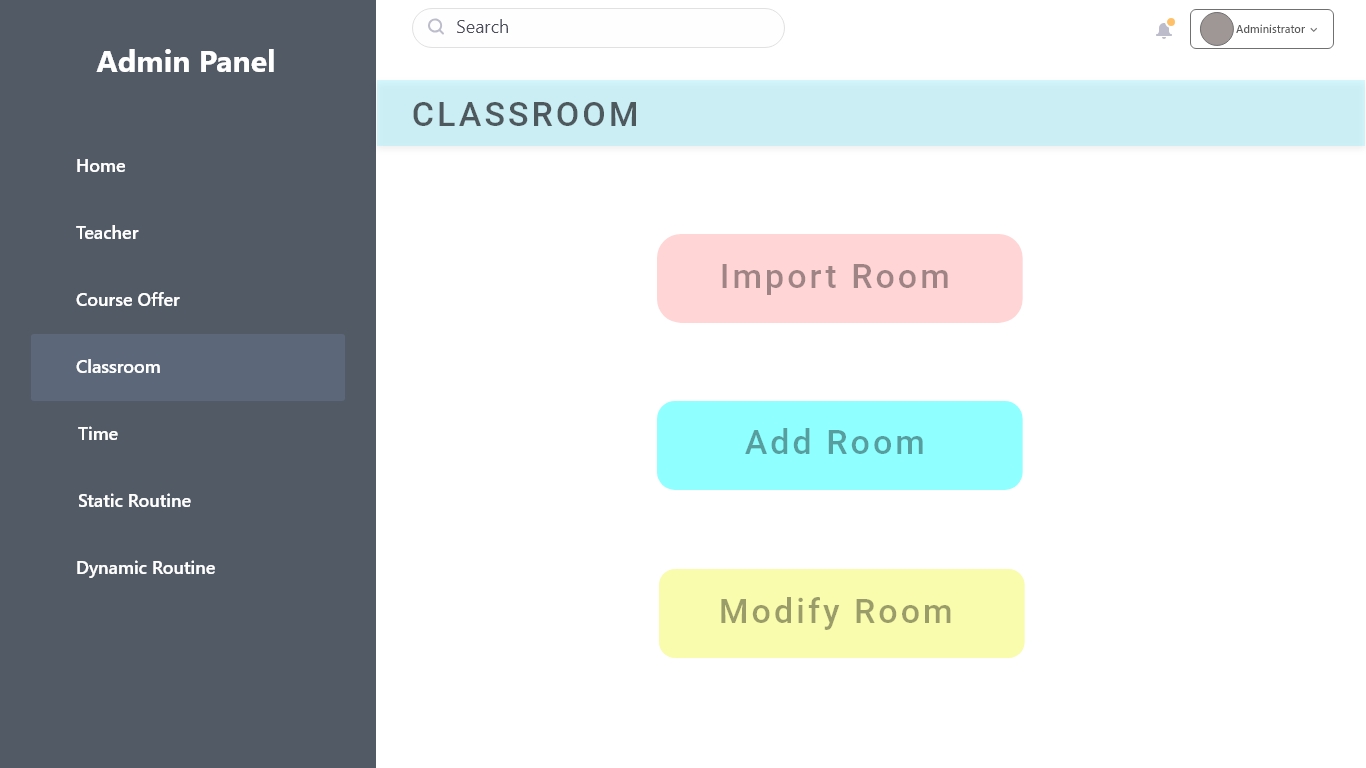 Admin Panel
Home
Teacher
Course Offer
Classroom
Time
Static Routine
Dynamic Routine
Search
Administrator
CLASSROOM
Import Room
Add Room
Modify Room